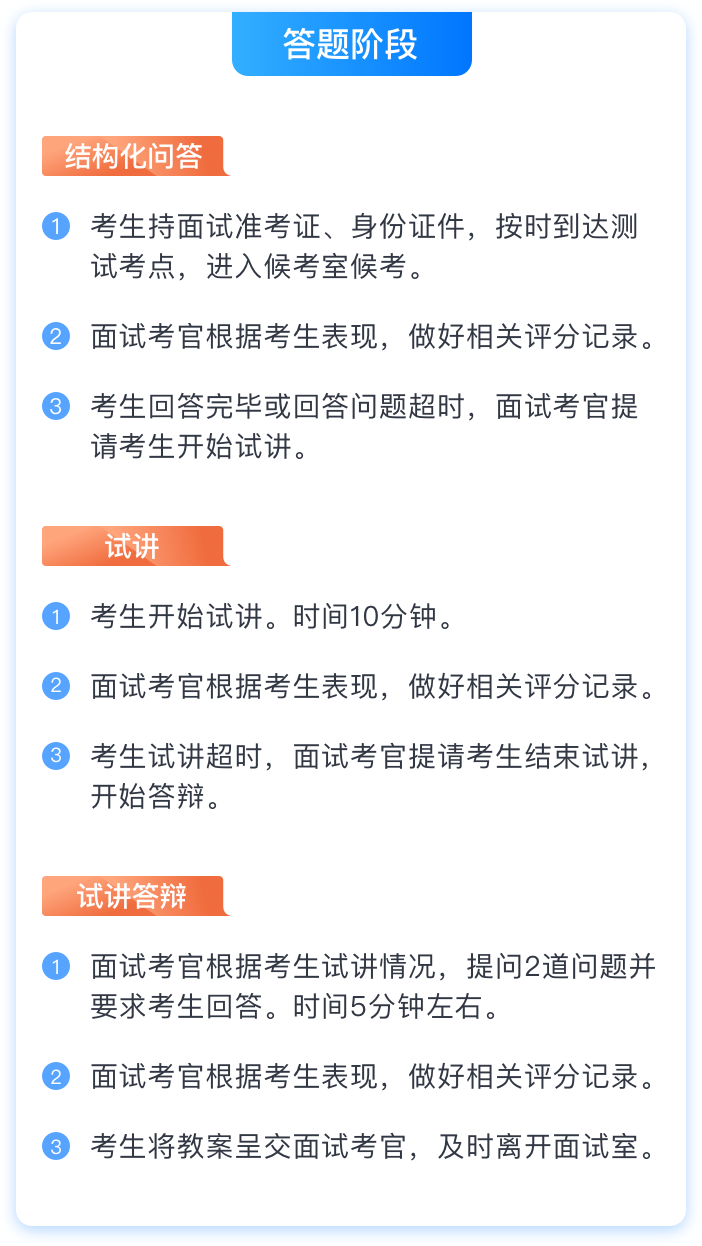 答题阶段
结构化问答
1 考生持面试准考证、身份证件，按时到达测
试考点，进入候考室候考。
2 面试考官根据考生表现，做好相关评分记录。
3 考生回答完毕或回答问题超时，面试考官提
请考生开始试讲。
试讲
1 考生开始试讲。时间10分钟。
2 面试考官根据考生表现，做好相关评分记录。
3 考生试讲超时，面试考官提请考生结束试讲，
开始答辩。
试讲答辩
1 面试考官根据考生试讲情况，提问2道问题并
要求考生回答。时间5分钟左右。
2 面试考官根据考生表现，做好相关评分记录。
3 考生将教案呈交面试考官，及时离开面试室。